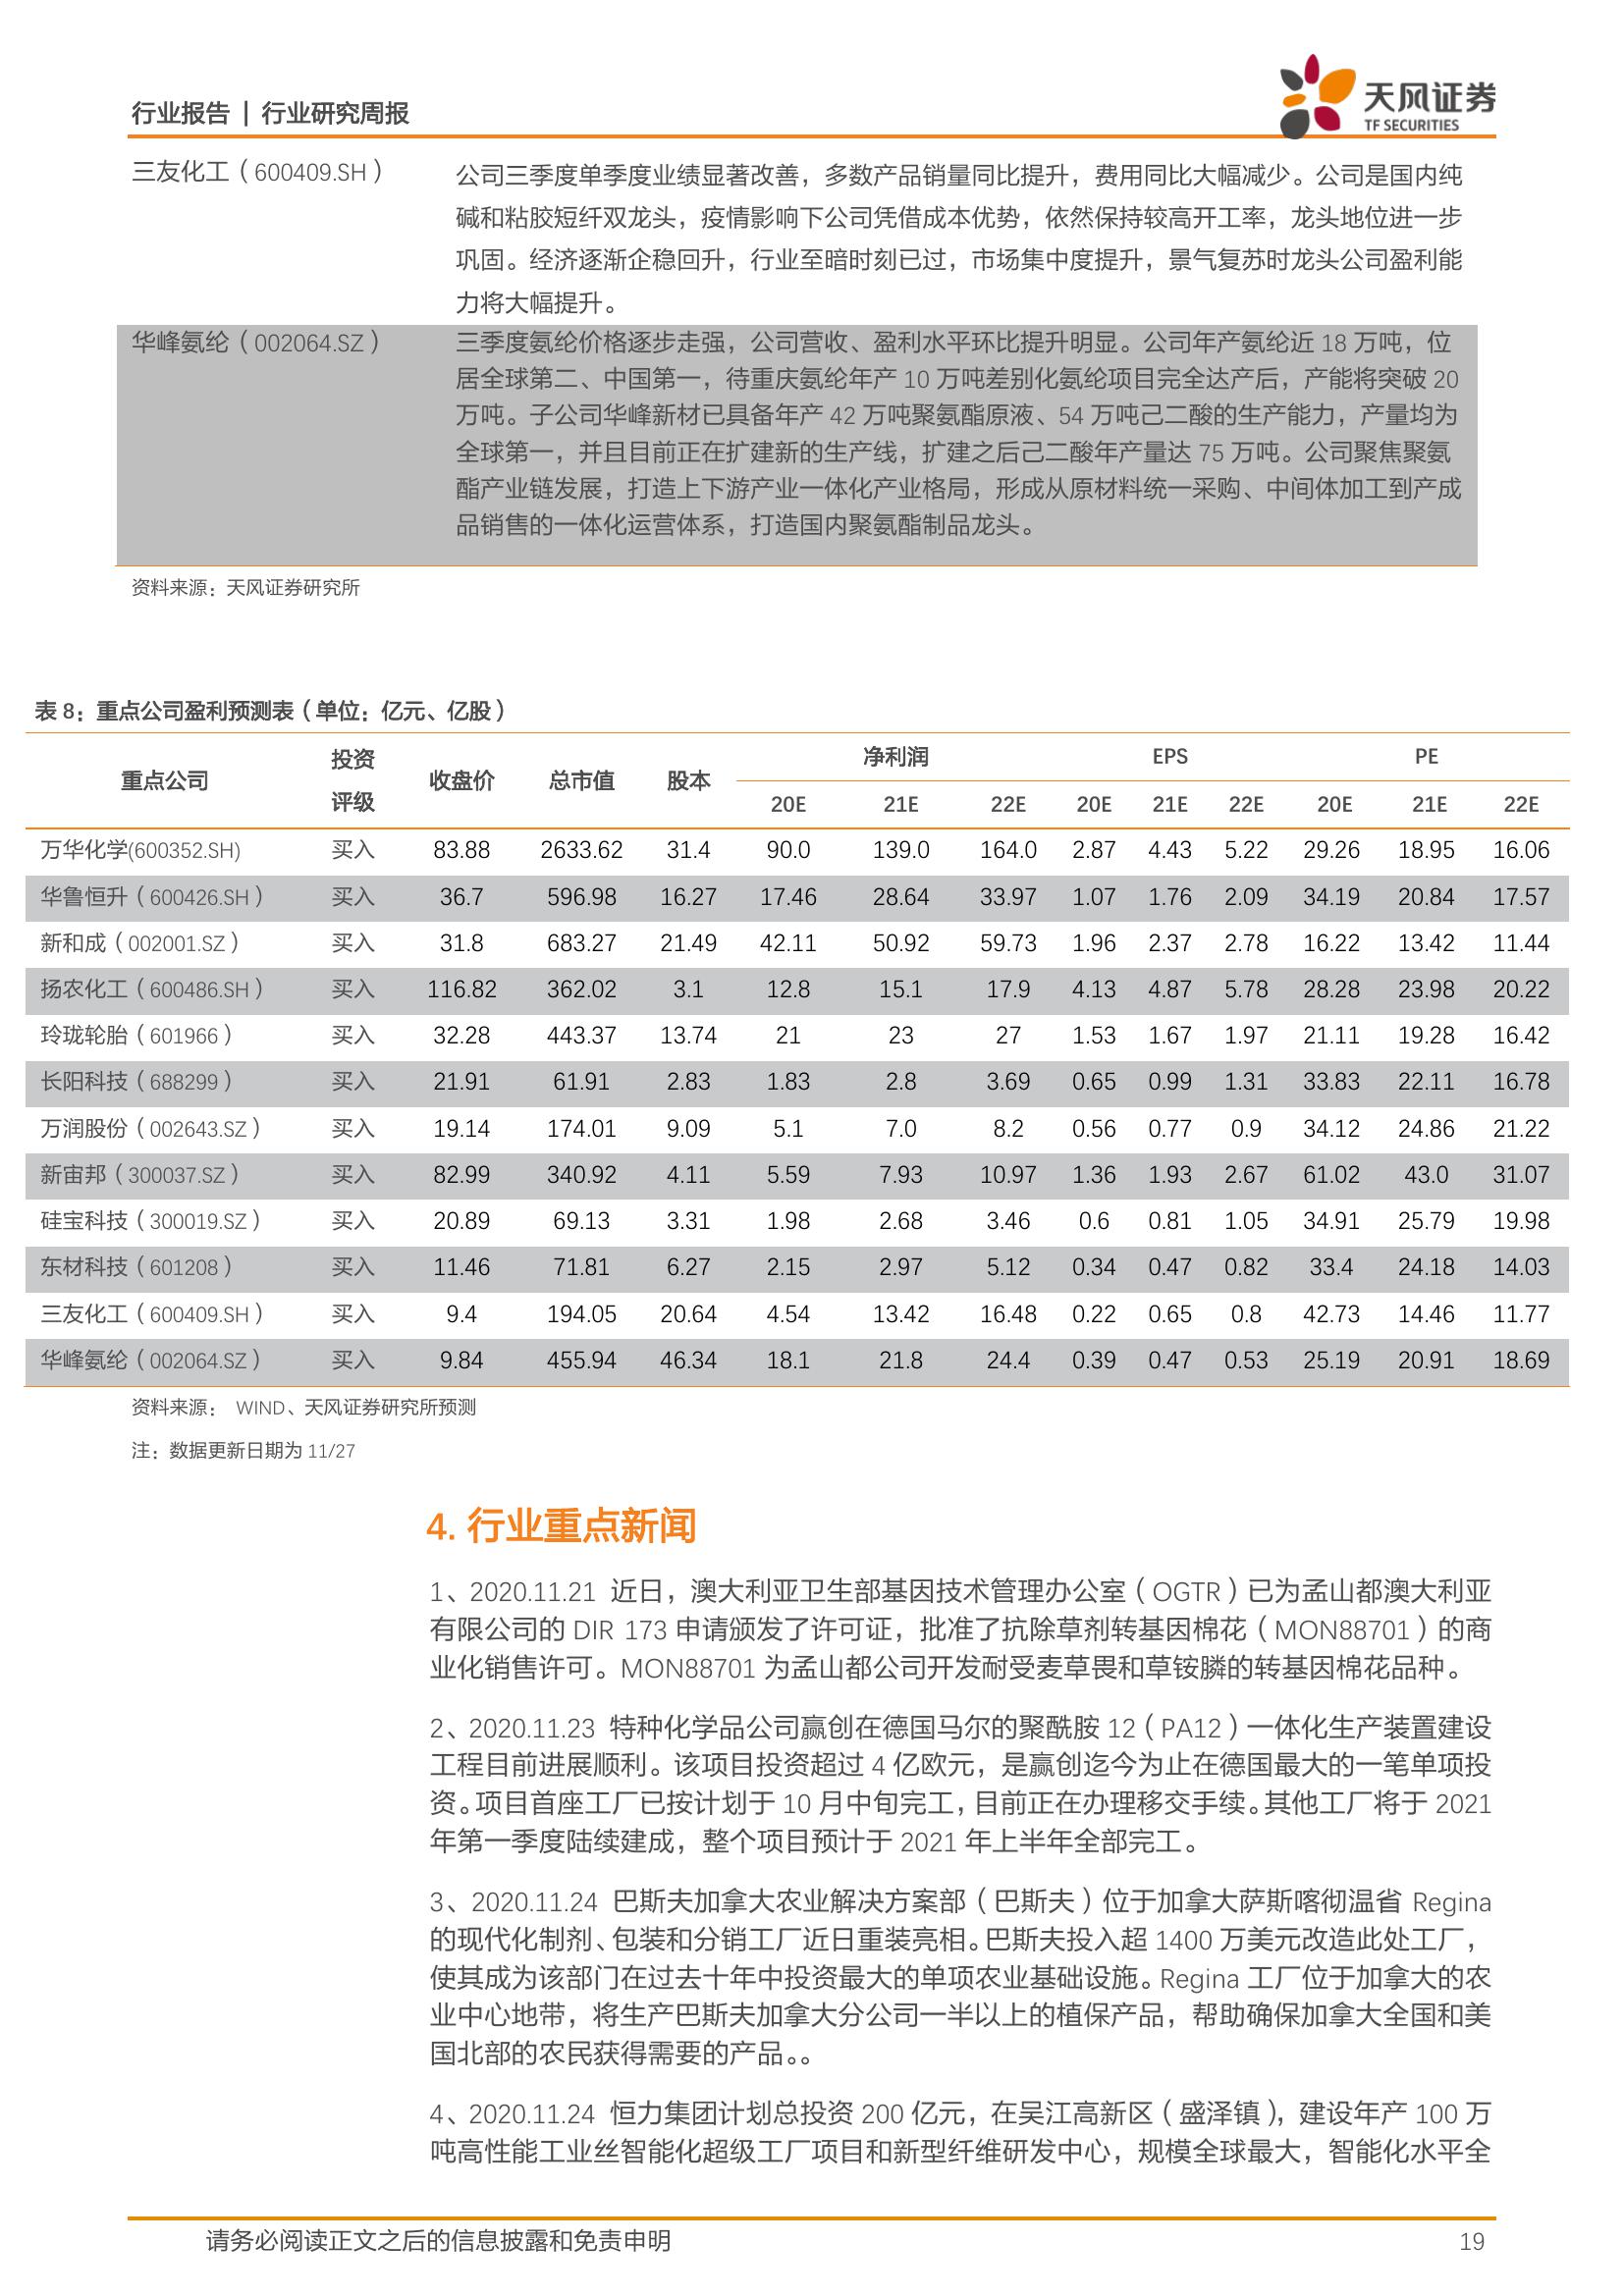 行业报告 | 行业研究周报
天风证券
TF SECURITIES
三友化工（600409.SH）
公司三季度单季度业绩显著改善，多数产品销量同比提升，费用同比大幅减少。公司是国内纯
碱和粘胶短纤双龙头，疫情影响下公司凭借成本优势，依然保持较高开工率，龙头地位进一步
巩固。经济逐渐企稳回升，行业至暗时刻已过，市场集中度提升，景气复苏时龙头公司盈利能
力将大幅提升。
华峰氨纶（002064.SZ）
三季度氨纶价格逐步走强，公司营收、盈利水平环比提升明显。公司年产氨纶近 18 万吨，位
居全球第二、中国第一，待重庆氨纶年产 10 万吨差别化氨纶项目完全达产后，产能将突破 20
万吨。子公司华峰新材已具备年产 42 万吨聚氨酯原液、54 万吨己二酸的生产能力，产量均为
全球第一，并且目前正在扩建新的生产线，扩建之后己二酸年产量达 75 万吨。公司聚焦聚氨
酯产业链发展，打造上下游产业一体化产业格局，形成从原材料统一采购、中间体加工到产成
品销售的一体化运营体系，打造国内聚氨酯制品龙头。
资料来源：天风证券研究所
表 8：重点公司盈利预测表（单位：亿元、亿股）
重点公司 投资评级 收盘价 总市值 股本 净利润 EPS PE
20E 21E 22E 20E 21E 22E 20E 21E 22E
万华化学(600352.SH) 买入 83.88 2633.62 31.4 90.0 139.0 164.0 2.87 4.43 5.22 29.26 18.95 16.06
华鲁恒升（600426.SH） 买入 36.7 596.98 16.27 17.46 28.64 33.97 1.07 1.76 2.09 34.19 20.84 17.57
新和成（002001.SZ） 买入 31.8 683.27 21.49 42.11 50.92 59.73 1.96 2.37 2.78 16.22 13.42 11.44
扬农化工（600486.SH） 买入 116.82 362.02 3.1 12.8 15.1 17.9 4.13 4.87 5.78 28.28 23.98 20.22
玲珑轮胎（601966） 买入 32.28 443.37 13.74 21 23 27 1.53 1.67 1.97 21.11 19.28 16.42
长阳科技（688299） 买入 21.91 61.91 2.83 1.83 2.8 3.69 0.65 0.99 1.31 33.83 22.11 16.78
万润股份（002643.SZ） 买入 19.14 174.01 9.09 5.1 7.0 8.2 0.56 0.77 0.9 34.12 24.86 21.22
新宙邦（300037.SZ） 买入 82.99 340.92 4.11 5.59 7.93 10.97 1.36 1.93 2.67 61.02 43.0 31.07
硅宝科技（300019.SZ） 买入 20.89 69.13 3.31 1.98 2.68 3.46 0.6 0.81 1.05 34.91 25.79 19.98
东材科技（601208） 买入 11.46 71.81 6.27 2.15 2.97 5.12 0.34 0.47 0.82 33.4 24.18 14.03
三友化工（600409.SH） 买入 9.4 194.05 20.64 4.54 13.42 16.48 0.22 0.65 0.8 42.73 14.46 11.77
华峰氨纶（002064.SZ） 买入 9.84 455.94 46.34 18.1 21.8 24.4 0.39 0.47 0.53 25.19 20.91 18.69
资料来源： WIND、天风证券研究所预测
注：数据更新日期为 11/27
4. 行业重点新闻
1、2020.11.21 近日，澳大利亚卫生部基因技术管理办公室（OGTR）已为孟山都澳大利亚
有限公司的 DIR 173 申请颁发了许可证，批准了抗除草剂转基因棉花（MON88701）的商
业化销售许可。MON88701 为孟山都公司开发耐受麦草畏和草铵膦的转基因棉花品种。
2、2020.11.23 特种化学品公司赢创在德国马尔的聚酰胺 12（PA12）一体化生产装置建设
工程目前进展顺利。该项目投资超过 4 亿欧元，是赢创迄今为止在德国最大的一笔单项投
资。项目首座工厂已按计划于 10 月中旬完工，目前正在办理移交手续。其他工厂将于 2021
年第一季度陆续建成，整个项目预计于 2021 年上半年全部完工。
3、2020.11.24 巴斯夫加拿大农业解决方案部（巴斯夫）位于加拿大萨斯喀彻温省 Regina
的现代化制剂、包装和分销工厂近日重装亮相。巴斯夫投入超 1400 万美元改造此处工厂，
使其成为该部门在过去十年中投资最大的单项农业基础设施。Regina 工厂位于加拿大的农
业中心地带，将生产巴斯夫加拿大分公司一半以上的植保产品，帮助确保加拿大全国和美
国北部的农民获得需要的产品。。
4、2020.11.24 恒力集团计划总投资 200 亿元，在吴江高新区（盛泽镇），建设年产 100 万
吨高性能工业丝智能化超级工厂项目和新型纤维研发中心，规模全球最大，智能化水平全
请务必阅读正文之后的信息披露和免责申明
19